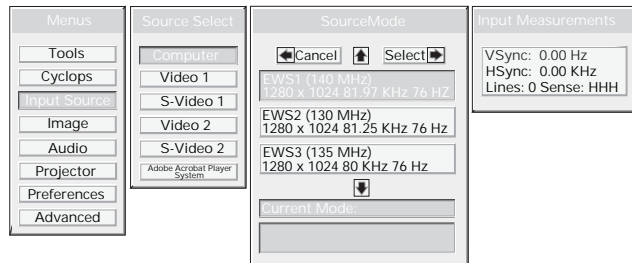 Menus
Tools
Cyclops
Input Source
Image
Audio
Projector
Preferences
Advanced
Source Select
Computer
Video 1
S-Video 1
Video 2
S-Video 2
Adobe Acrobat Player
System
SourceMode
Cancel
Select
EWS1 (140 MHz)
1280 x 1024 81.97 KHz 76 HZ
EWS2 (130 MHz)
1280 x 1024 81.25 KHz 76 Hz
EWS3 (135 MHz)
1280 x 1024 80 KHz 76 Hz
Current Mode:
Input Measurements
VSync: 0.00 Hz
HSync: 0.00 KHz
Lines: 0 Sense: HHH